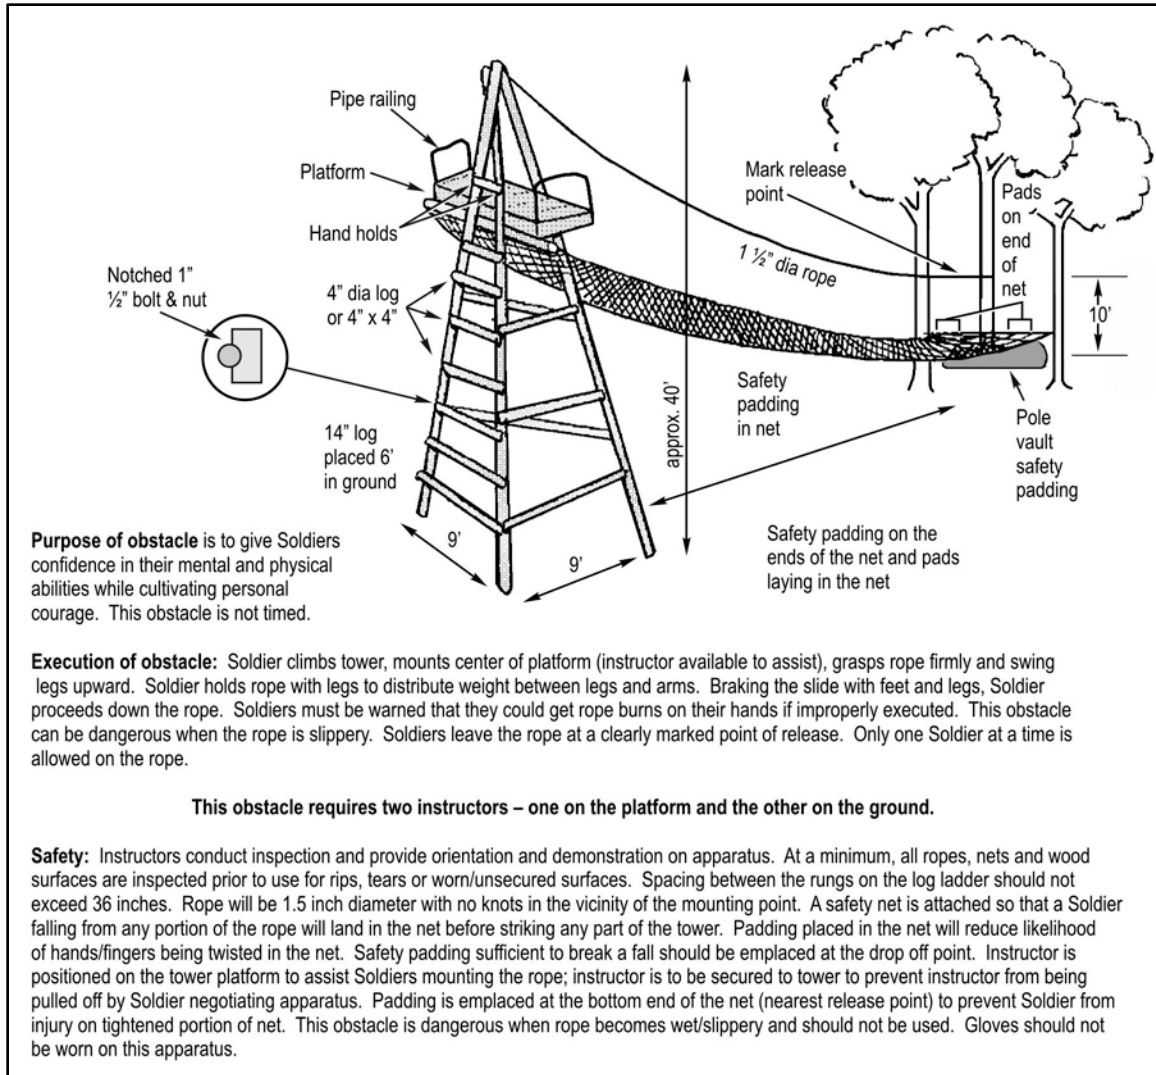 Pipe railing
Platform
Hand holds
Notched 1”
½” bolt & nut
4” dia log
or 4” x 4”
14” log
placed 6’
in ground
9’
9’
approx. 40’
1 ½” dia rope
Mark release
point
Pads
on
end
of
net
10’
Safety
padding
in net
Pole
vault
safety
padding
Safety padding on the
ends of the net and pads
laying in the net
Purpose of obstacle is to give Soldiers
confidence in their mental and physical
abilities while cultivating personal
courage. This obstacle is not timed.
Execution of obstacle: Soldier climbs tower, mounts center of platform (instructor available to assist), grasps rope firmly and swing
legs upward. Soldier holds rope with legs to distribute weight between legs and arms. Braking the slide with feet and legs, Soldier
proceeds down the rope. Soldiers must be warned that they could get rope burns on their hands if improperly executed. This obstacle
can be dangerous when the rope is slippery. Soldiers leave the rope at a clearly marked point of release. Only one Soldier at a time is
allowed on the rope.
This obstacle requires two instructors – one on the platform and the other on the ground.
Safety: Instructors conduct inspection and provide orientation and demonstration on apparatus. At a minimum, all ropes, nets and wood
surfaces are inspected prior to use for rips, tears or worn/unsecured surfaces. Spacing between the rungs on the log ladder should not
exceed 36 inches. Rope will be 1.5 inch diameter with no knots in the vicinity of the mounting point. A safety net is attached so that a Soldier
falling from any portion of the rope will land in the net before striking any part of the tower. Padding placed in the net will reduce likelihood
of hands/fingers being twisted in the net. Safety padding sufficient to break a fall should be emplaced at the drop off point. Instructor is
positioned on the tower platform to assist Soldiers mounting the rope; instructor is to be secured to tower to prevent instructor from being
pulled off by Soldier negotiating apparatus. Padding is emplaced at the bottom end of the net (nearest release point) to prevent Soldier from
injury on tightened portion of net. This obstacle is dangerous when rope becomes wet/slippery and should not be used. Gloves should not
be worn on this apparatus.